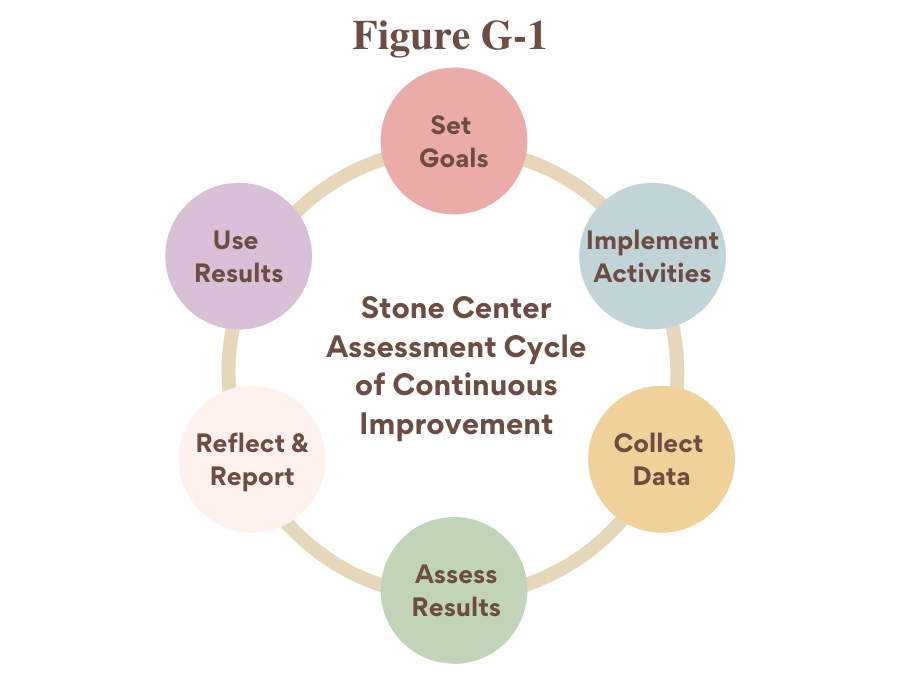 Figure G-1
Set
Goals
Implement
Activities
Collect
Data
Assess
Results
Reflect &
Report
Use
Results
Stone Center
Assessment Cycle
of Continuous
Improvement